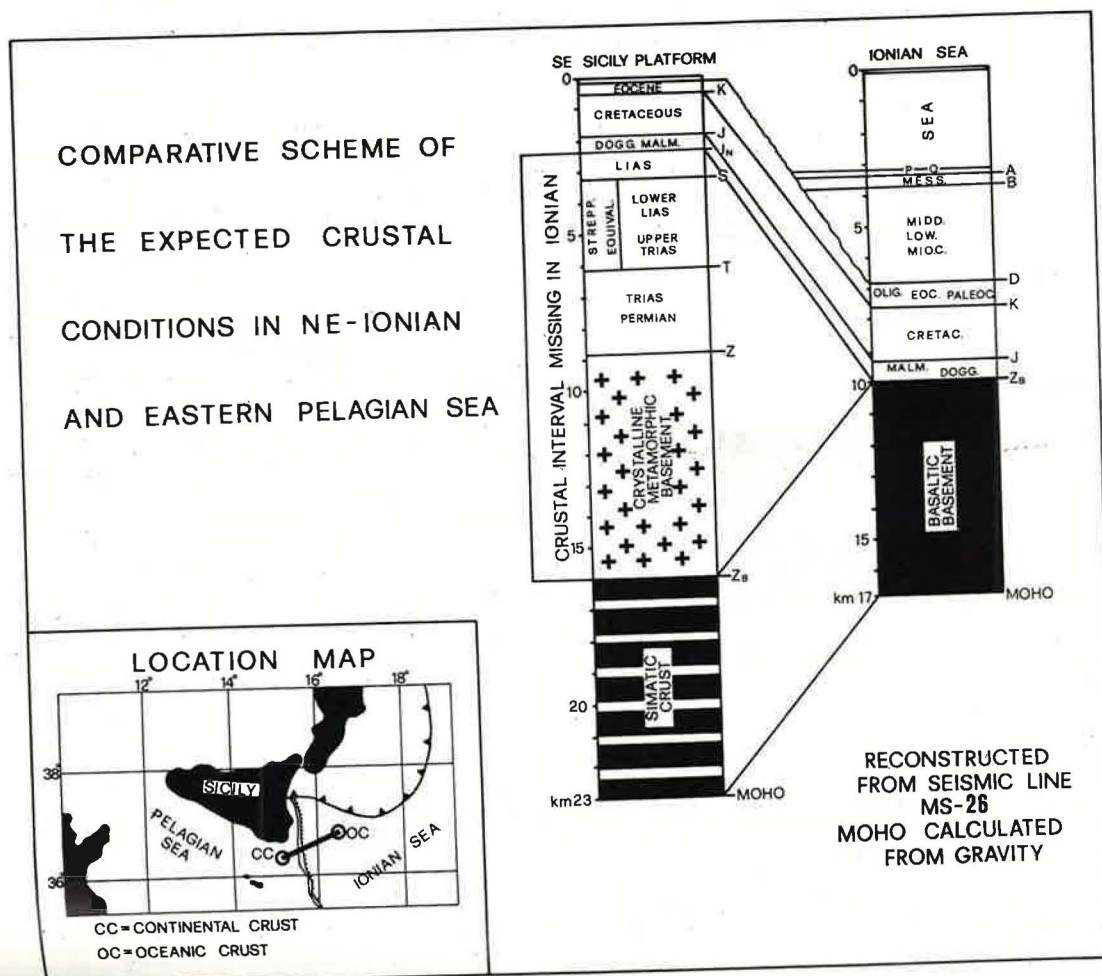 COMPARATIVE SCHEME OF
THE EXPECTED CRUSTAL
CONDITIONS IN NE-IONIAN
AND EASTERN PELAGIAN SEA
SE SICILY PLATFORM
0
EOCENE
K
CRETACEOUS
J
DOGG. MALM.
JN
LIAS
S
STREPP.
EQUIVAL.
LOWER
LIAS
UPPER
TRIAS
5
T
TRIAS
PERMIAN
Z
10
CRYSTALLINE
METAMORPHIC
BASEMENT
15
ZB
SIMATIC
CRUST
20
km 23
MOHO
CRUSTAL INTERVAL MISSING IN IONIAN
IONIAN SEA
0
SEA
P-Q
A
MESS.
B
5
MIDD.
LOW.
MIOC.
D
OLIG. EOC. PALEOC.
K
CRETAC.
J
MALM. DOGG.
10
ZB
BASALTIC
BASEMENT
15
km 17
MOHO
RECONSTRUCTED
FROM SEISMIC LINE
MS-26
MOHO CALCULATED
FROM GRAVITY
LOCATION MAP
12° 14° 16° 18°
38°
SICILY
PELAGIAN
SEA
CC
OC
IONIAN SEA
36°
CC=CONTINENTAL CRUST
OC=OCEANIC CRUST